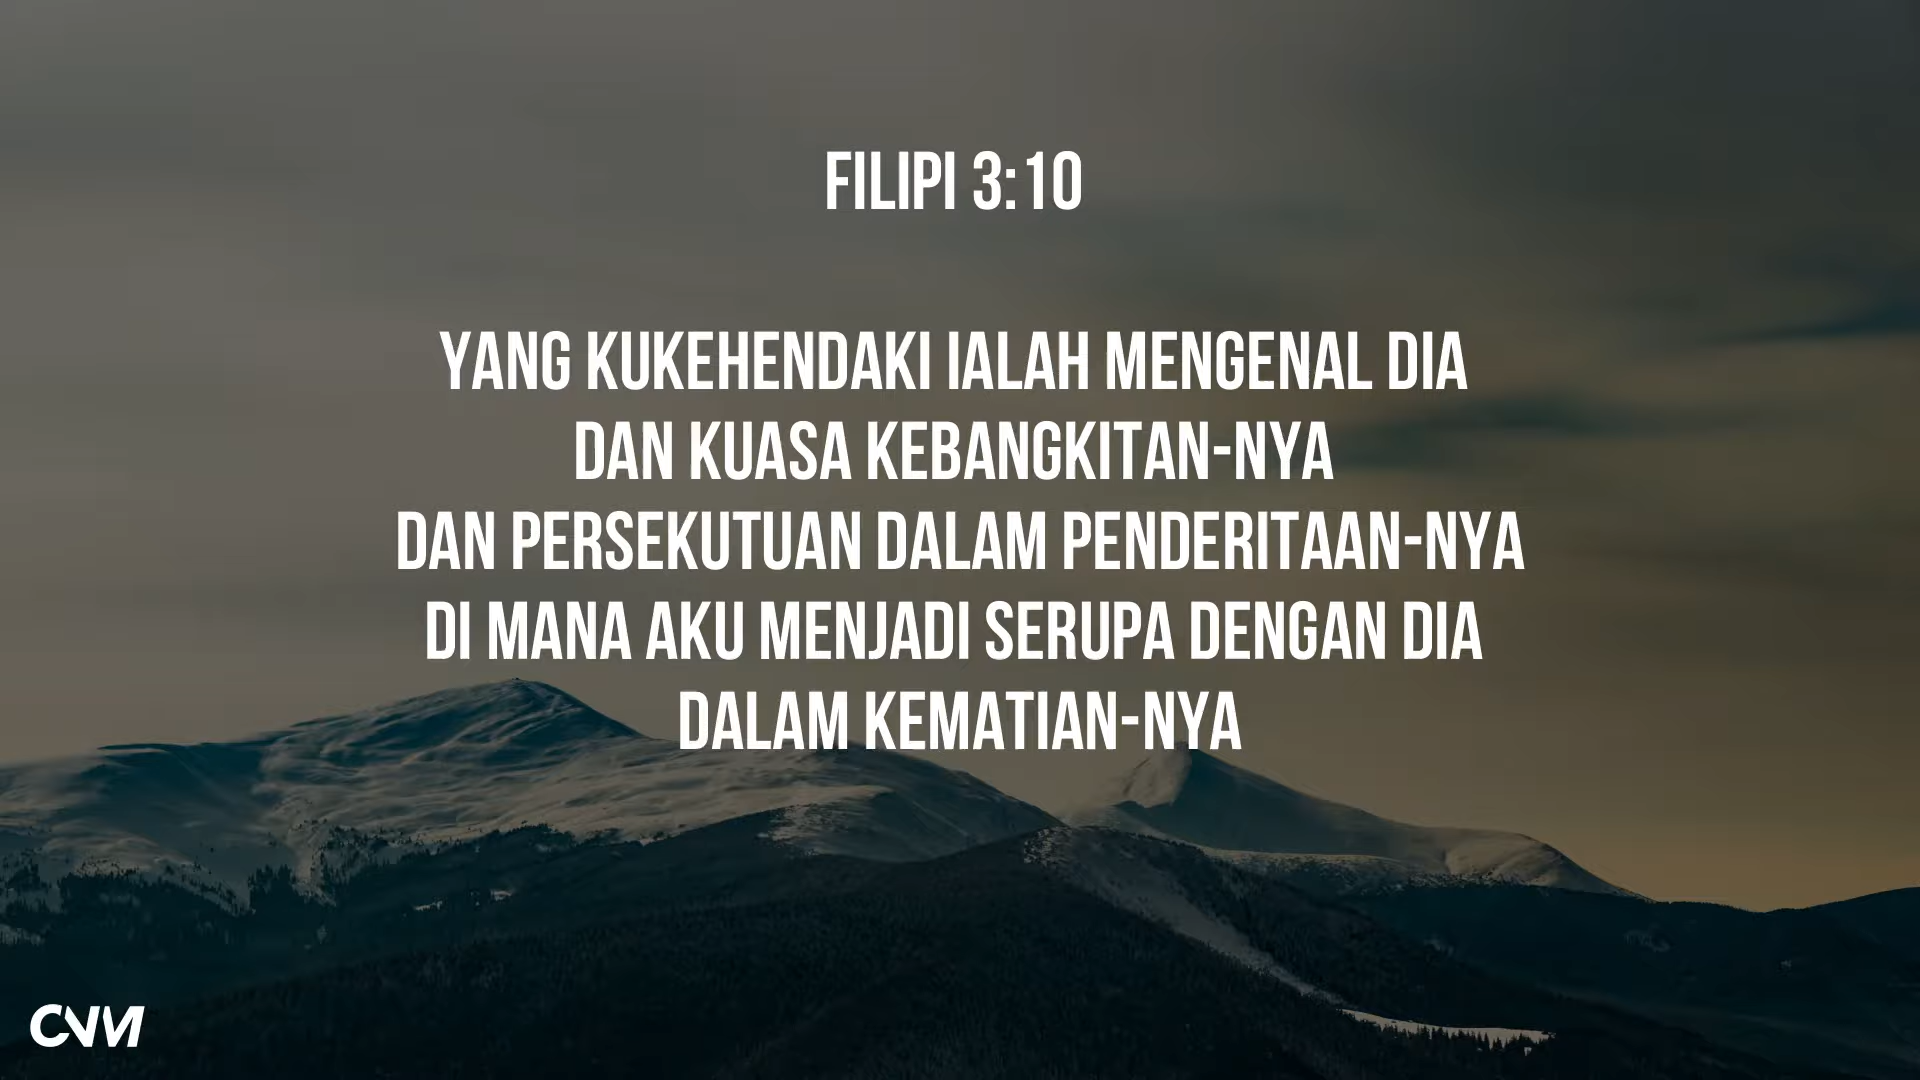 FILIPI 3:10
YANG KUKEHENDAKI IALAH MENGENAL DIA
DAN KUASA KEBANGKITAN-NYA
DAN PERSEKUTUAN DALAM PENDERITAAN-NYA
DI MANA AKU MENJADI SERUPA DENGAN DIA
DALAM KEMATIAN-NYA
CNM